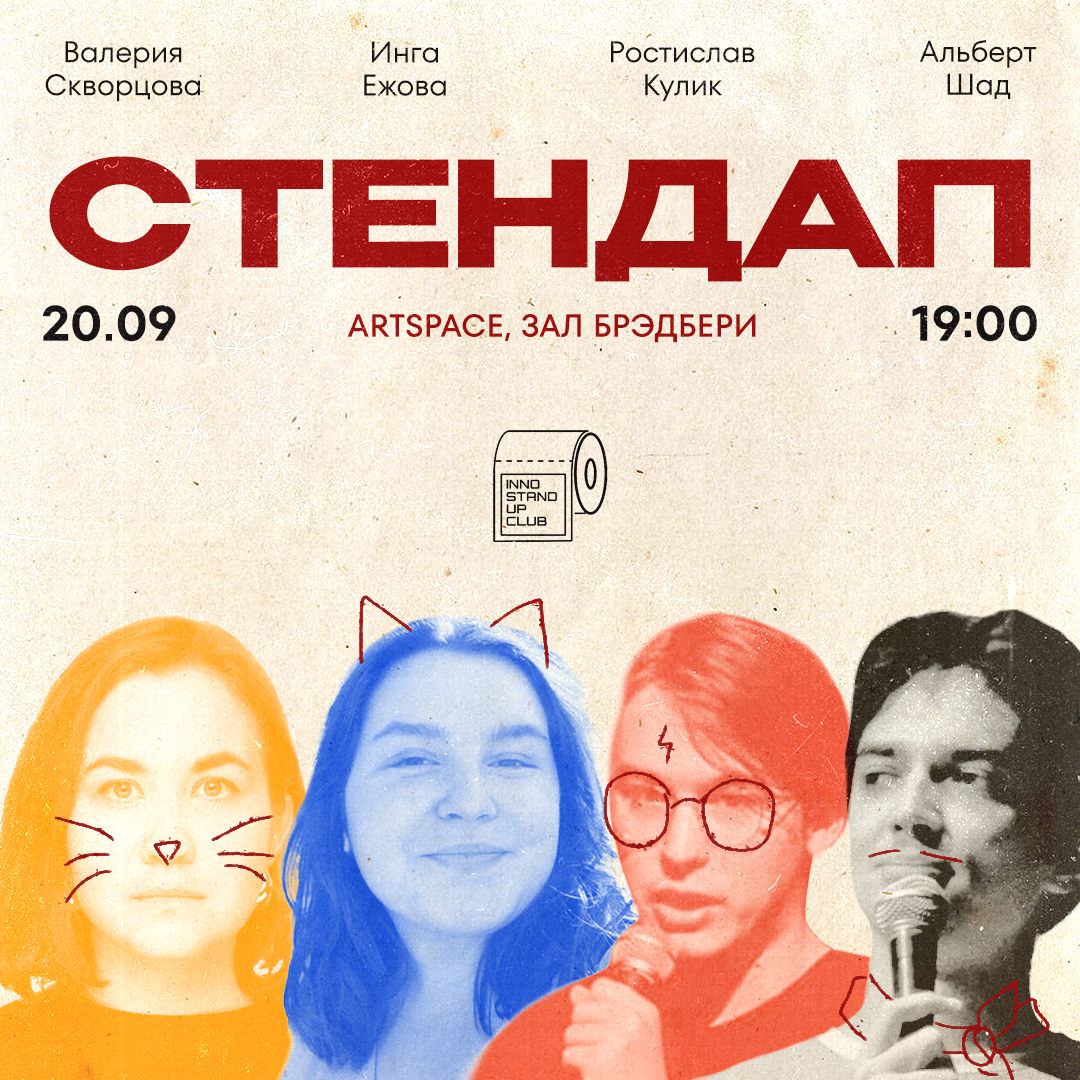 Валерия
Скворцова
Инга
Ежова
Ростислав
Кулик
Альберт
Шад
СТЕНДАП
20.09
ARTSPACE, ЗАЛ БРЭДБЕРИ
19:00
INNO
STAND
UP
CLUB